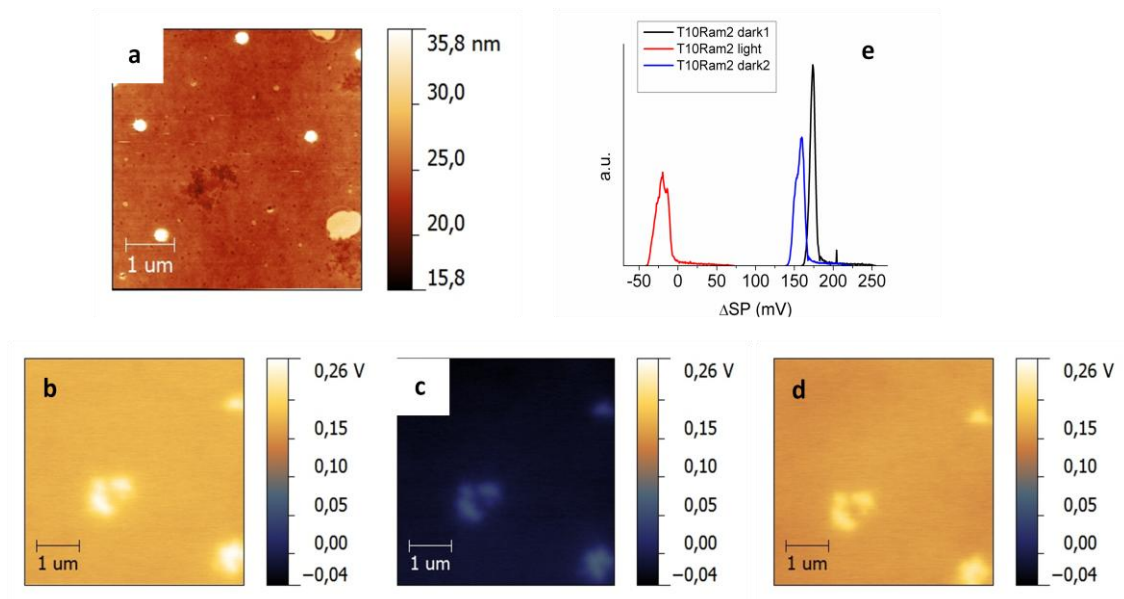 a
35,8 nm
30,0
25,0
20,0
15,8
1 um
T10Ram2 dark1
T10Ram2 light
T10Ram2 dark2
e
a.u.
-50 0 50 100 150 200 250
ΔSP (mV)
b
0,26 V
0,15
0,10
0,05
0,00
−0,04
1 um
c
0,26 V
0,15
0,10
0,05
0,00
−0,04
1 um
d
0,26 V
0,15
0,10
0,05
0,00
−0,04
1 um